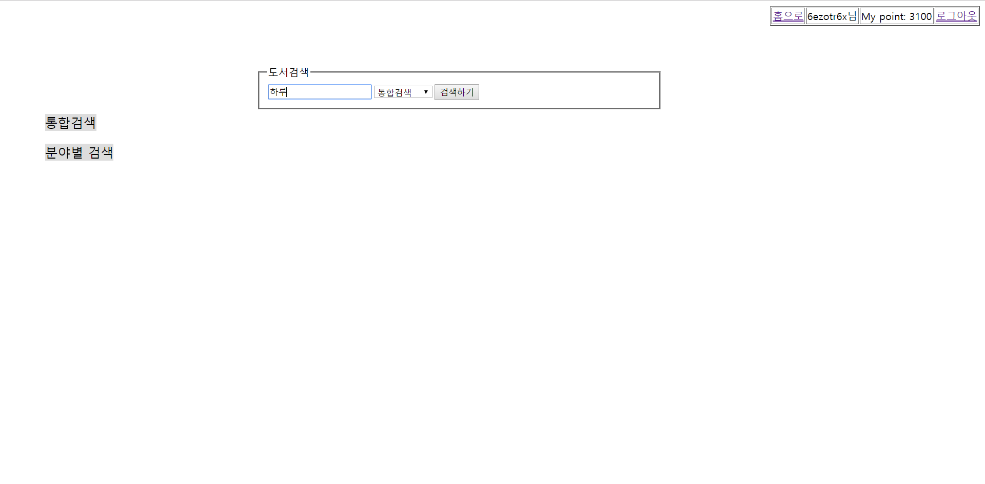 홈으로 6ezotr6x님 My point: 3100 로그아웃
도서검색
하뤼 통합검색 검색하기
통합검색
분야별 검색